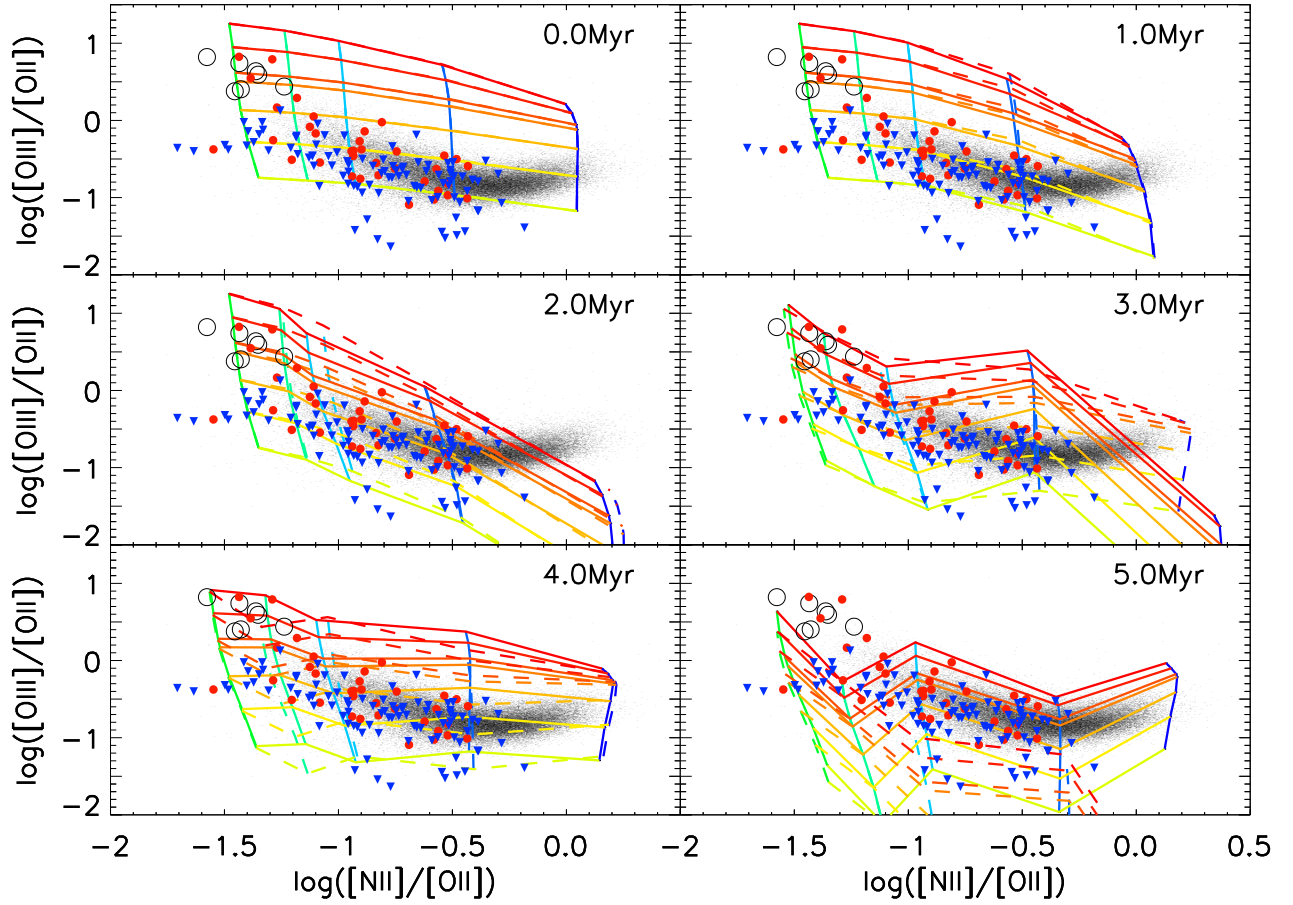 0.0Myr
1.0Myr
log([OIII]/[OII])
1
0
−1
−2
2.0Myr
3.0Myr
log([OIII]/[OII])
1
0
−1
−2
4.0Myr
5.0Myr
log([OIII]/[OII])
1
0
−1
−2
−2 −1.5 −1 −0.5 0.0 −2 −1.5 −1 −0.5 0.0 0.5
log([NII]/[OII]) log([NII]/[OII])